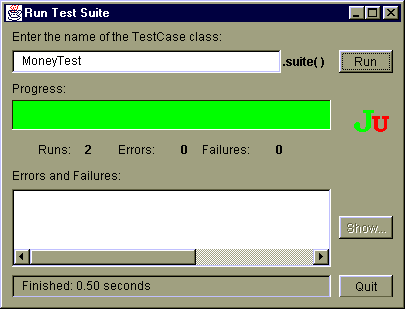 Run Test Suite
Enter the name of the TestCase class:
MoneyTest .suite() Run
Progress:
JU
Runs: 2 Errors: 0 Failures: 0
Errors and Failures:
Show...
Finished: 0.50 seconds Quit